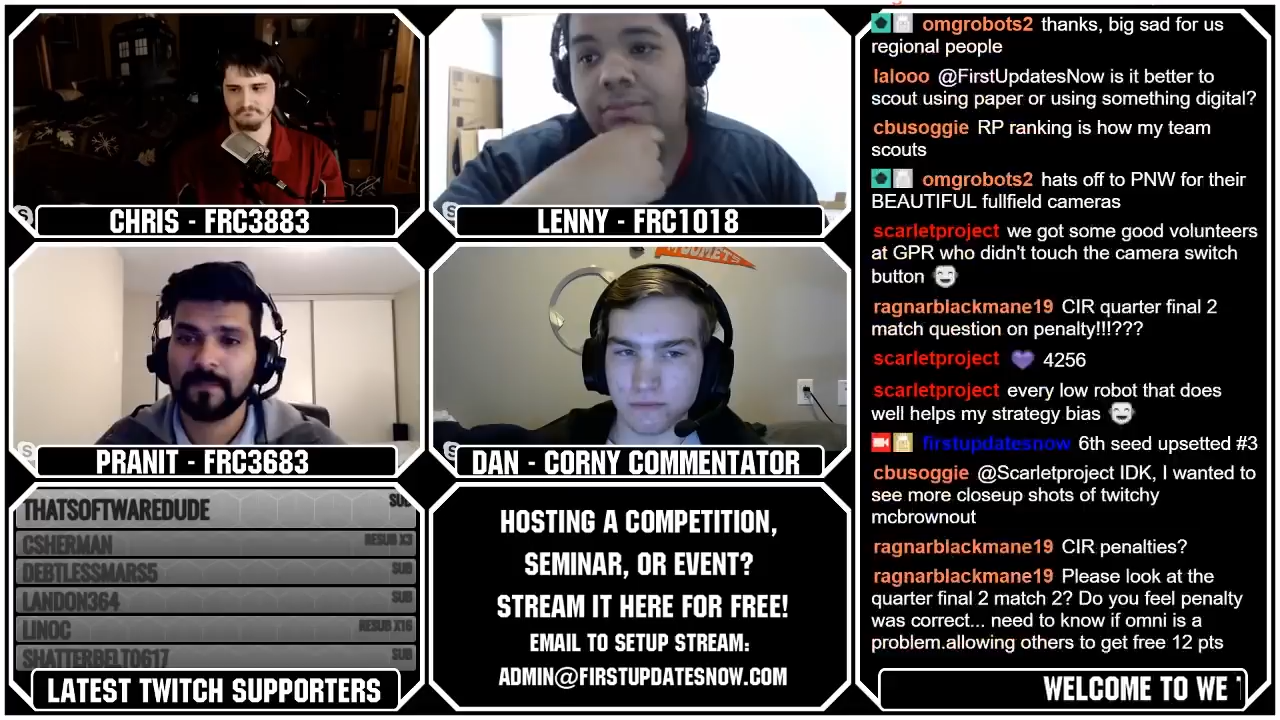 CHRIS - FRC3883
LENNY - FRC1018
PRANIT - FRC3683
DAN - CORNY COMMENTATOR
THATSOFTWAREDUDE SUB
CSHERMAN RESUB X3
DEBTLESSMARS5 SUB
LANDON364 SUB
LINOC RESUB X16
SHATTERBELT0617 SUB
LATEST TWITCH SUPPORTERS
HOSTING A COMPETITION,
SEMINAR, OR EVENT?
STREAM IT HERE FOR FREE!
EMAIL TO SETUP STREAM:
ADMIN@FIRSTUPDATESNOW.COM
omgrobots2 thanks, big sad for us
regional people
lalooo @FirstUpdatesNow is it better to
scout using paper or using something digital?
cbusoggie RP ranking is how my team
scouts
omgrobots2 hats off to PNW for their
BEAUTIFUL fullfield cameras
scarletproject we got some good volunteers
at GPR who didn't touch the camera switch
button
ragnarblackmane19 CIR quarter final 2
match question on penalty!!!???
scarletproject 4256
scarletproject every low robot that does
well helps my strategy bias
firstupdatesnow 6th seed upsetted #3
cbusoggie @Scarletproject IDK, I wanted to
see more closeup shots of twitchy
mcbrownout
ragnarblackmane19 CIR penalties?
ragnarblackmane19 Please look at the
quarter final 2 match 2? Do you feel penalty
was correct... need to know if omni is a
problem.allowing others to get free 12 pts
WELCOME TO WE